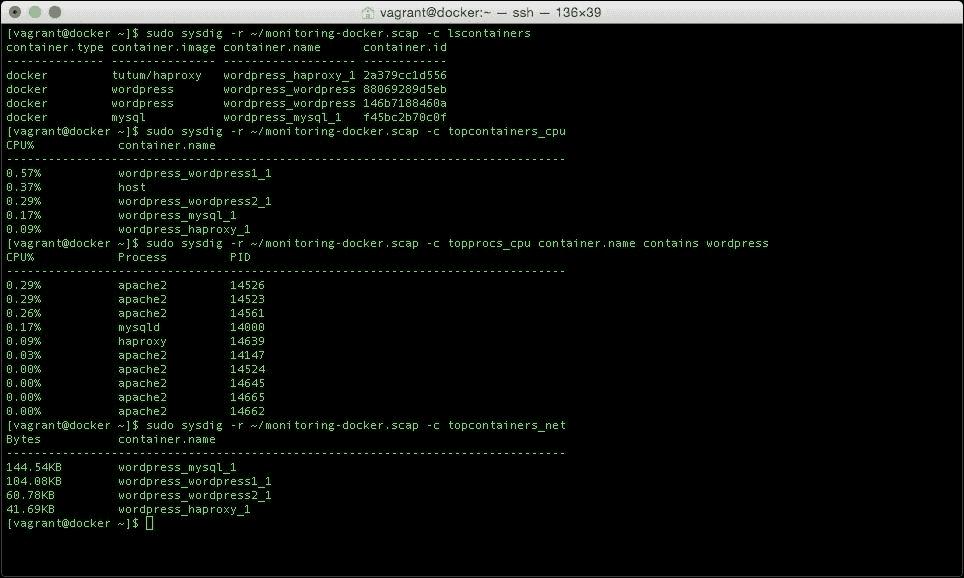 vagrant@docker:~ — ssh — 136×39
[vagrant@docker ~]$ sudo sysdig -r ~/monitoring-docker.scap -c lscontainers
container.type container.image container.name      container.id
-------------- --------------- ------------------- ------------
docker         tutum/haproxy   wordpress_haproxy_1 2a379cc1d556
docker         wordpress       wordpress_wordpress 88069289d5eb
docker         wordpress       wordpress_wordpress 146b7188460a
docker         mysql           wordpress_mysql_1   f45bc2b70c0f
[vagrant@docker ~]$ sudo sysdig -r ~/monitoring-docker.scap -c topcontainers_cpu
CPU%            container.name
--------------------------------------------------------------------------------
0.57%           wordpress_wordpress1_1
0.37%           host
0.29%           wordpress_wordpress2_1
0.17%           wordpress_mysql_1
0.09%           wordpress_haproxy_1
[vagrant@docker ~]$ sudo sysdig -r ~/monitoring-docker.scap -c topprocs_cpu container.name contains wordpress
CPU%            Process         PID
--------------------------------------------------------------------------------
0.29%           apache2         14526
0.29%           apache2         14523
0.26%           apache2         14561
0.17%           mysqld          14000
0.09%           haproxy         14639
0.03%           apache2         14147
0.00%           apache2         14524
0.00%           apache2         14645
0.00%           apache2         14665
0.00%           apache2         14662
[vagrant@docker ~]$ sudo sysdig -r ~/monitoring-docker.scap -c topcontainers_net
Bytes           container.name
--------------------------------------------------------------------------------
144.54KB        wordpress_mysql_1
104.08KB        wordpress_wordpress1_1
60.78KB         wordpress_wordpress2_1
41.69KB         wordpress_haproxy_1
[vagrant@docker ~]$